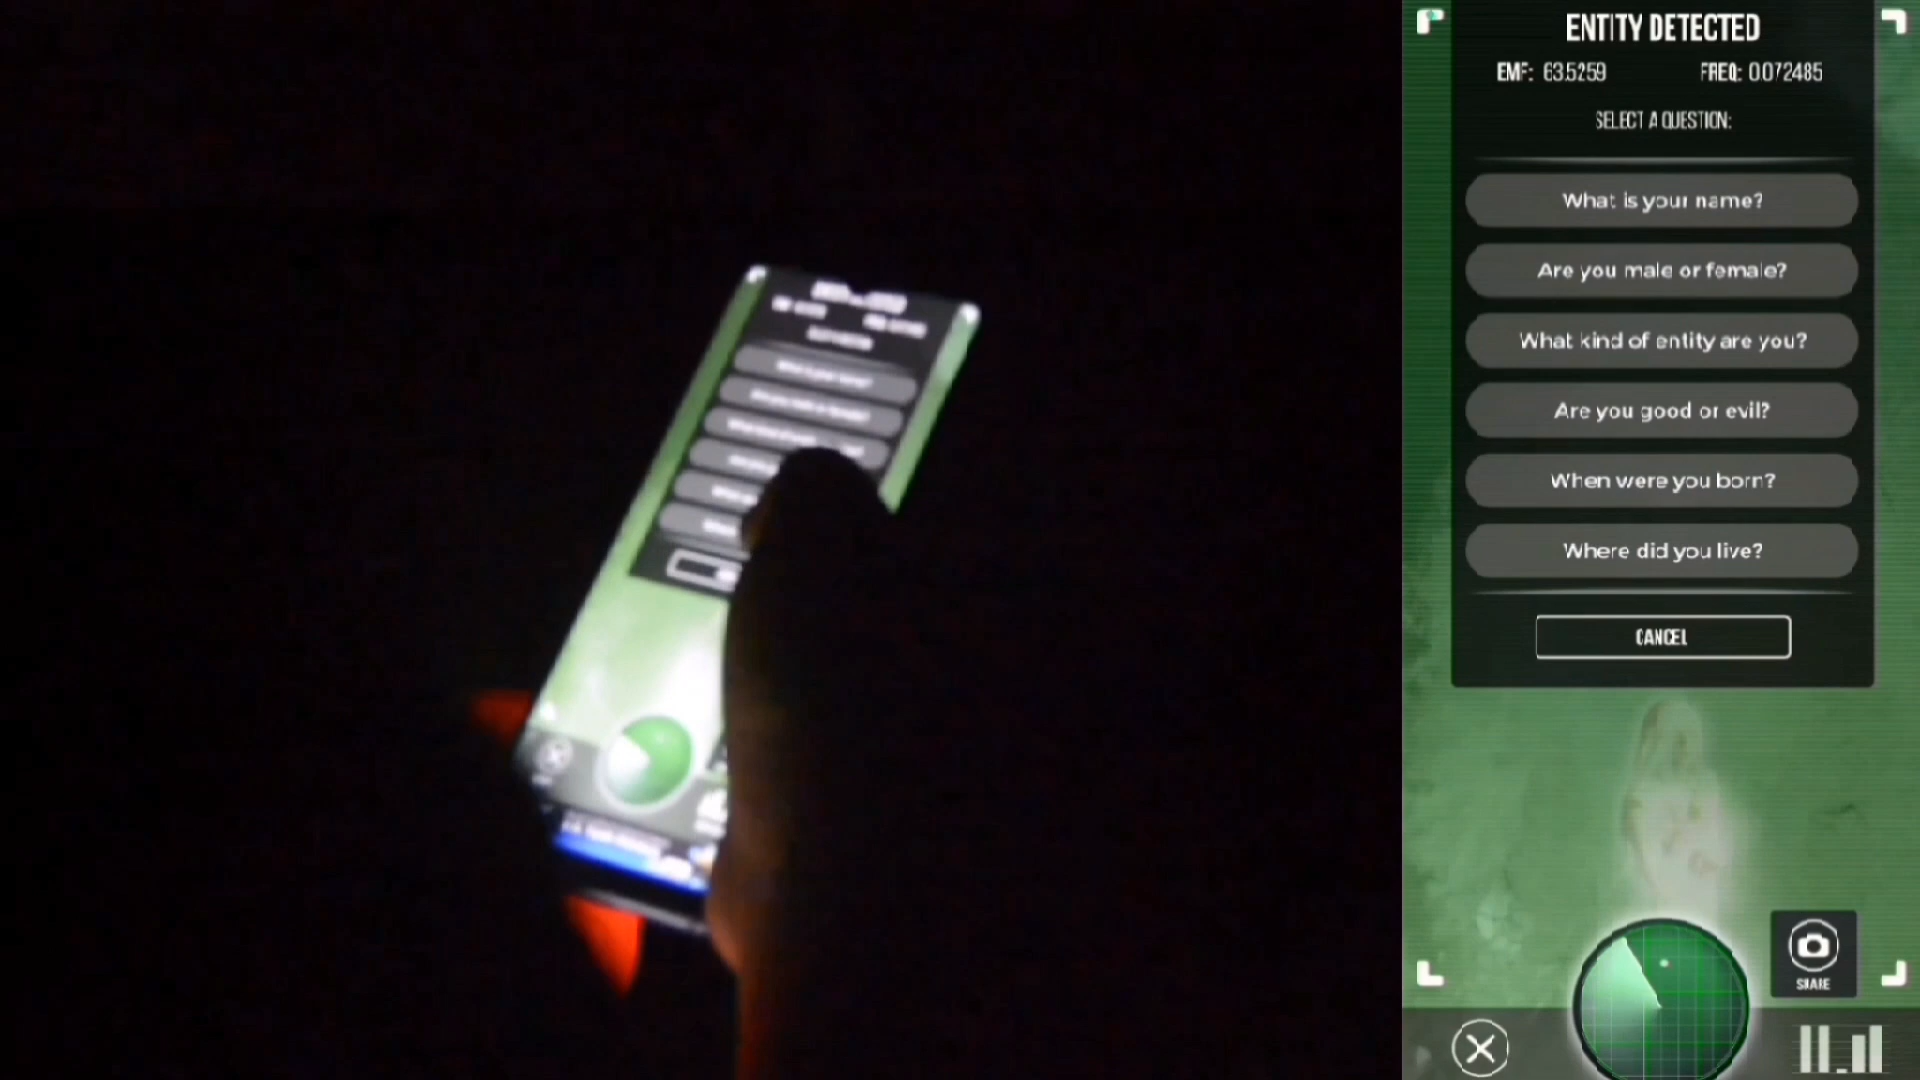 ENTITY DETECTED
EMF: 63.5259 FREQ: 0.072485
SELECT A QUESTION:
What is your name?
Are you male or female?
What kind of entity are you?
Are you good or evil?
When were you born?
Where did you live?
CANCEL
SHARE